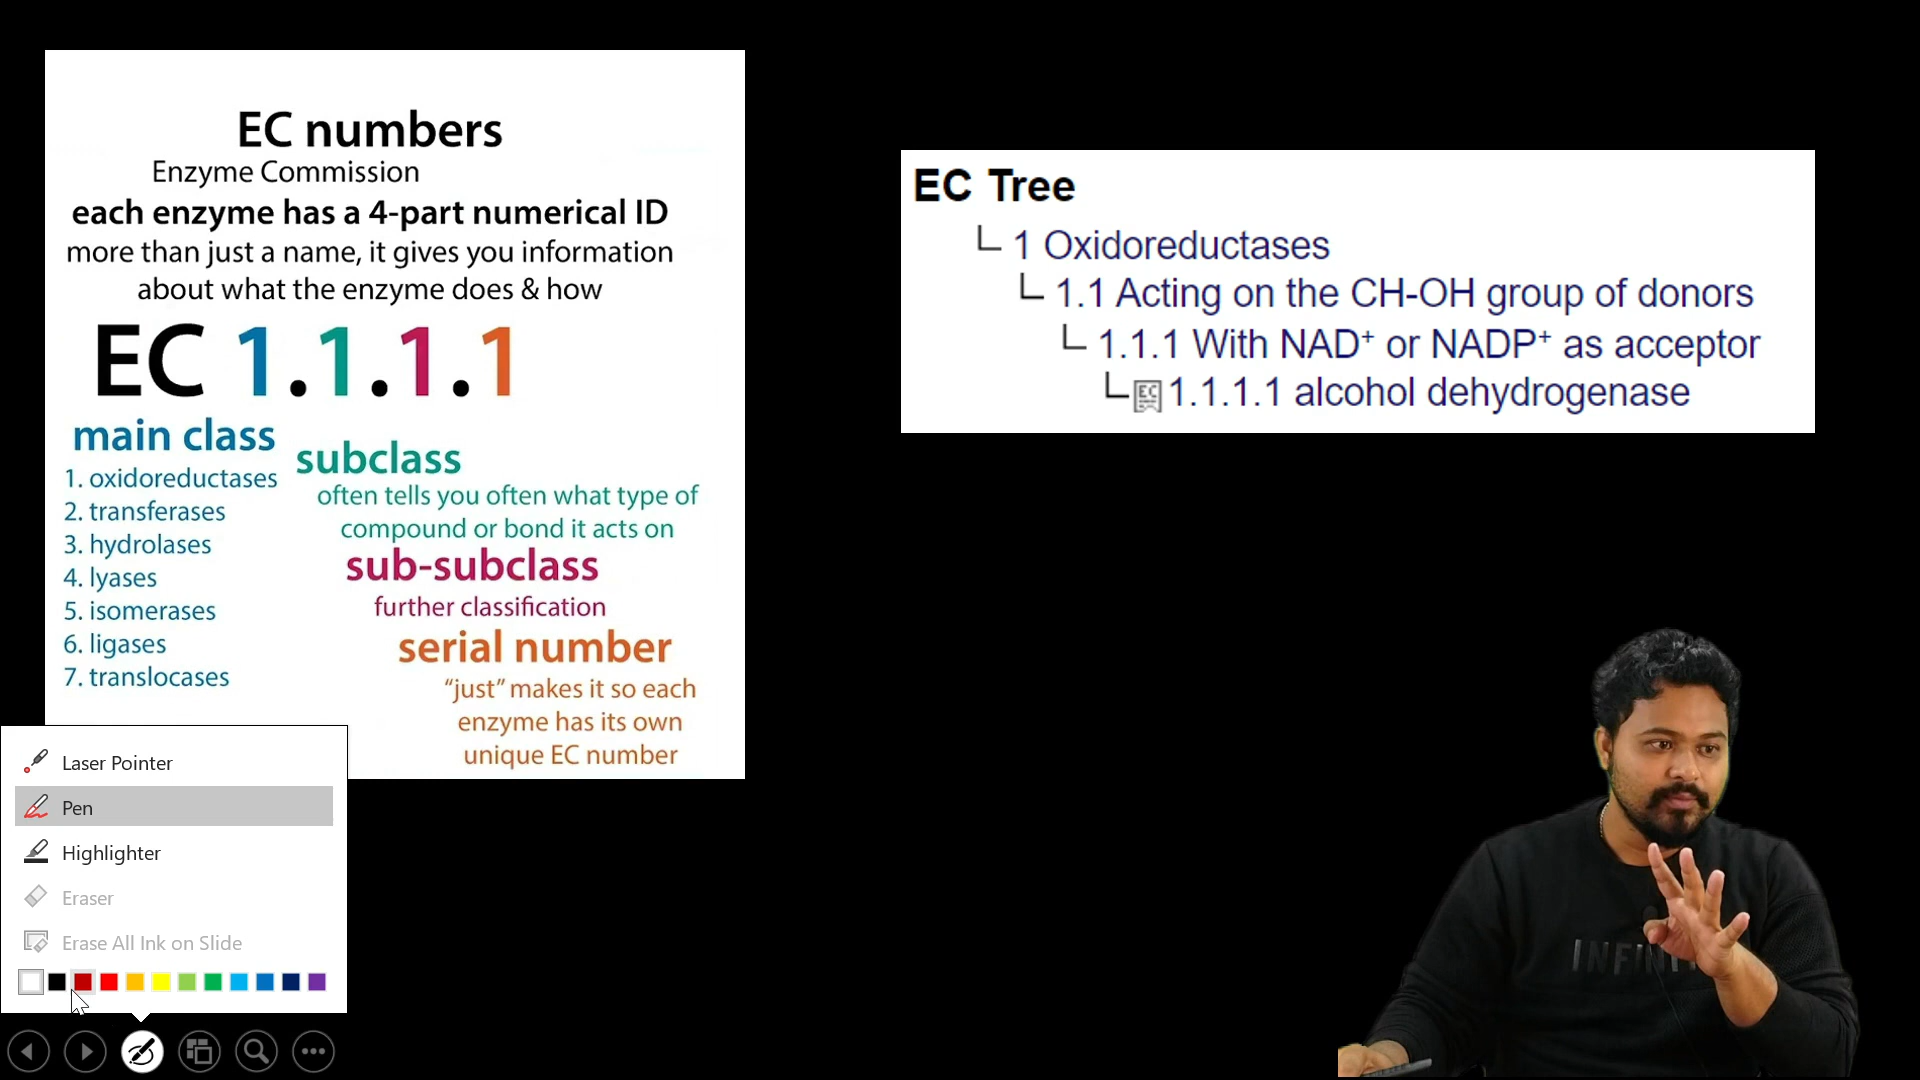 EC numbers
Enzyme Commission
each enzyme has a 4-part numerical ID
more than just a name, it gives you information
about what the enzyme does & how
EC 1.1.1.1
main class
1. oxidoreductases
2. transferases
3. hydrolases
4. lyases
5. isomerases
6. ligases
7. translocases
subclass
often tells you often what type of
compound or bond it acts on
sub-subclass
further classification
serial number
“just” makes it so each
enzyme has its own
unique EC number
EC Tree
1 Oxidoreductases
1.1 Acting on the CH-OH group of donors
1.1.1 With NAD⁺ or NADP⁺ as acceptor
1.1.1.1 alcohol dehydrogenase
Laser Pointer
Pen
Highlighter
Eraser
Erase All Ink on Slide